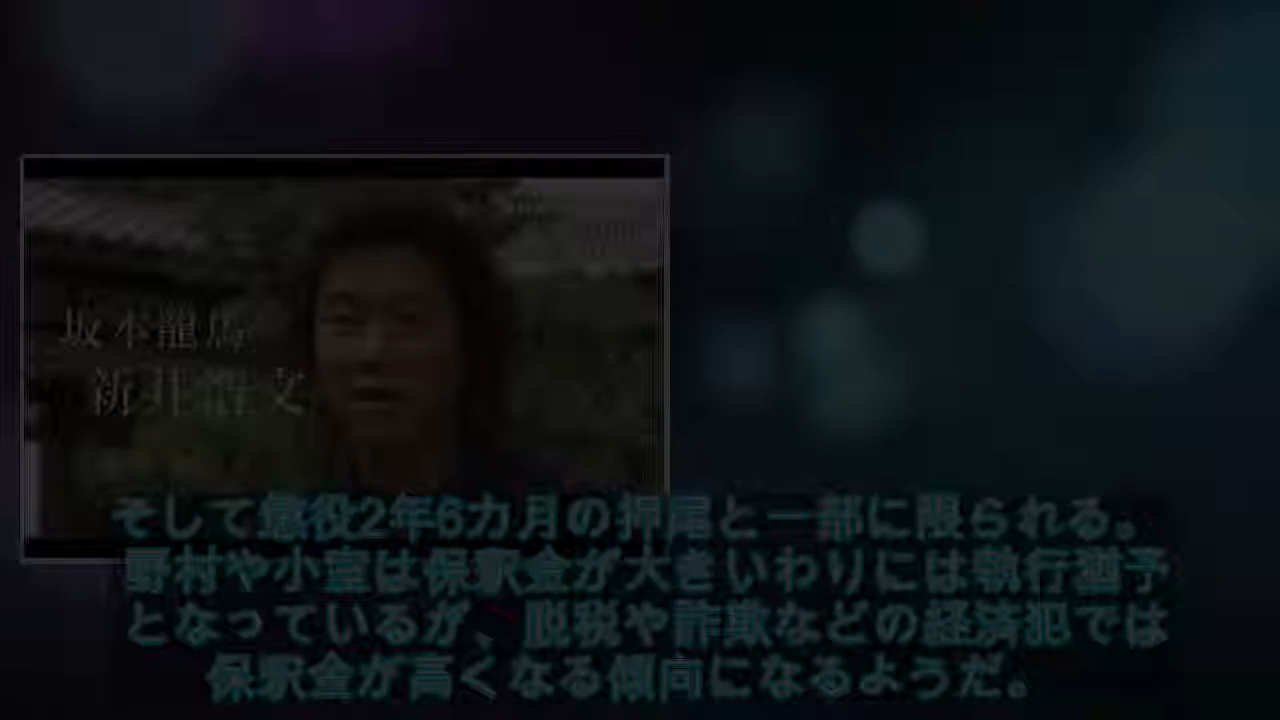 坂本龍馬
新井浩文
そして懲役2年6カ月の押尾と一部に限られる。
野村や小室は保釈金が大きいわりには執行猶予
となっているが、脱税や詐欺などの経済犯では
保釈金が高くなる傾向になるようだ。